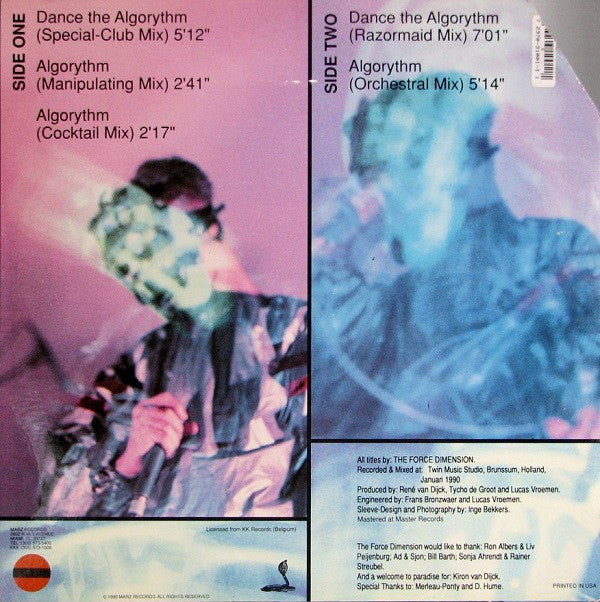 SIDE ONE
Dance the Algorythm
(Special-Club Mix) 5'12"
Algorythm
(Manipulating Mix) 2'41"
Algorythm
(Cocktail Mix) 2'17"
SIDE TWO
Dance the Algorythm
(Razormaid Mix) 7'01"
Algorythm
(Orchestral Mix) 5'14"
All titles by: THE FORCE DIMENSION.
Recorded & Mixed at: Twin Music Studio, Brunssum, Holland,
Januari 1990
Produced by: René van Dijck, Tycho de Groot and Lucas Vroemen.
Engineered by: Frans Bronzwaer and Lucas Vroemen.
Sleeve-Design and Photography by: Inge Bekkers.
Mastered at Master Records
The Force Dimension would like to thank: Ron Albers & Liv
Peijenburg; Ad & Sjon; Bill Barth; Sonja Ahrendt & Rainer
Streubel.
And a welcome to paradise for: Kiron van Dijck.
Special Thanks to: Merleau-Ponty and D. Hume.
PRINTED IN USA
MARZ RECORDS
Licensed from KK Records (Belgium)
© 1990 MARZ RECORDS. ALL RIGHTS RESERVED